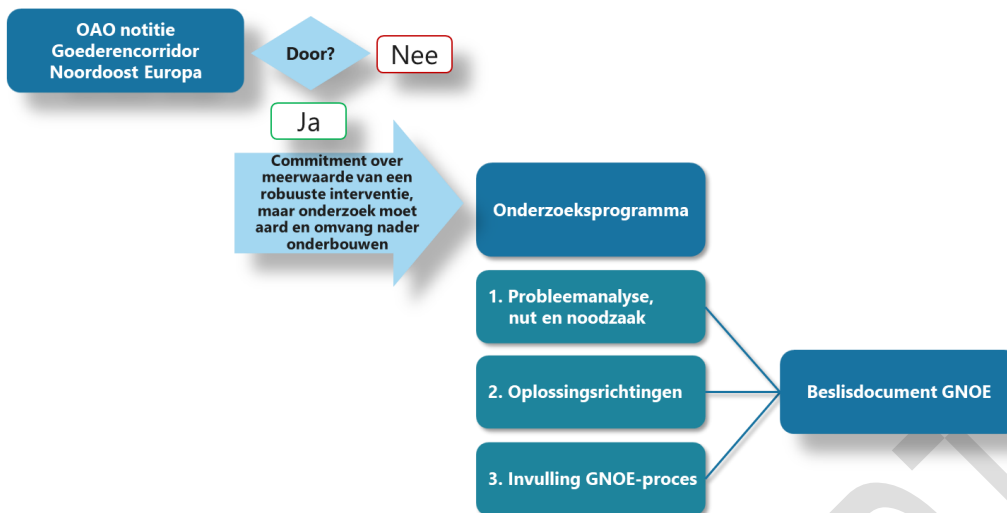 OAO notitie
Goederencorridor
Noordoost Europa
Door?
Nee
Ja
Commitment over
meerwaarde van een
robuuste interventie,
maar onderzoek moet
aard en omvang nader
onderbouwen
Onderzoeksprogramma
1. Probleemanalyse,
nut en noodzaak
2. Oplossingsrichtingen
3. Invulling GNOE-proces
Beslisdocument GNOE